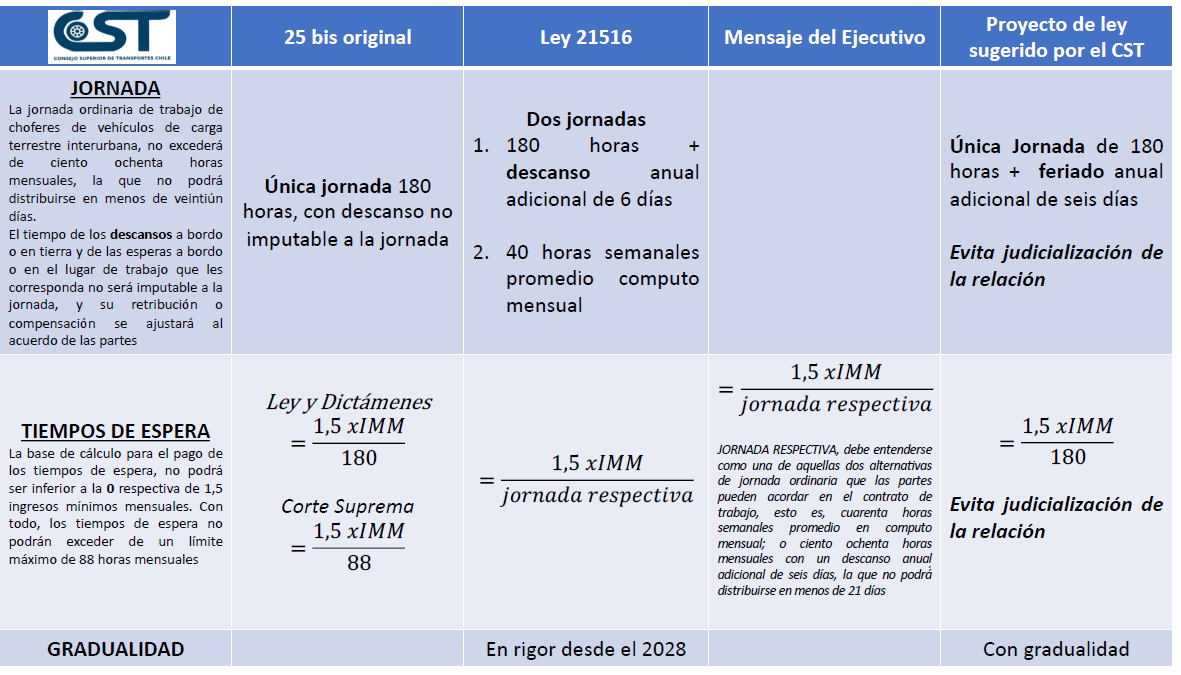 CST
CONSEJO SUPERIOR DE TRANSPORTES CHILE
25 bis original
Ley 21516
Mensaje del Ejecutivo
Proyecto de ley
sugerido por el CST
JORNADA
La jornada ordinaria de trabajo de
choferes de vehículos de carga
terrestre interurbana, no excederá
de ciento ochenta horas
mensuales, la que no podrá
distribuirse en menos de veintiún
días.
El tiempo de los descansos a bordo
o en tierra y de las esperas a bordo
o en el lugar de trabajo que les
corresponda no será imputable a la
jornada, y su retribución o
compensación se ajustará al
acuerdo de las partes
Única jornada 180
horas, con descanso no
imputable a la jornada
Dos jornadas
1. 180 horas +
descanso anual
adicional de 6 días
2. 40 horas semanales
promedio computo
mensual
Única Jornada de 180
horas + feriado anual
adicional de seis días
Evita judicialización de
la relación
TIEMPOS DE ESPERA
La base de cálculo para el pago de
los tiempos de espera, no podrá
ser inferior a la 0 respectiva de 1,5
ingresos mínimos mensuales. Con
todo, los tiempos de espera no
podrán exceder de un límite
máximo de 88 horas mensuales
Ley y Dictámenes
= 1,5 xIMM
180
Corte Suprema
= 1,5 xIMM
88
= 1,5 xIMM
jornada respectiva
= 1,5 xIMM
jornada respectiva
JORNADA RESPECTIVA, debe entenderse
como una de aquellas dos alternativas
de jornada ordinaria que las partes
pueden acordar en el contrato de
trabajo, esto es, cuarenta horas
semanales promedio en computo
mensual; o ciento ochenta horas
mensuales con un descanso anual
adicional de seis días, la que no podrá
distribuirse en menos de 21 días
= 1,5 xIMM
180
Evita judicialización de
la relación
GRADUALIDAD
En rigor desde el 2028
Con gradualidad